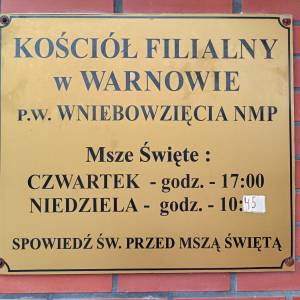 KOŚCIÓŁ FILIALNY
w WARNOWIE
P.W. WNIEBOWZIĘCIA NMP
Msze Święte :
CZWARTEK - godz. - 17:00
NIEDZIELA - godz. - 10:45
SPOWIEDŹ ŚW. PRZED MSZĄ ŚWIĘTĄ